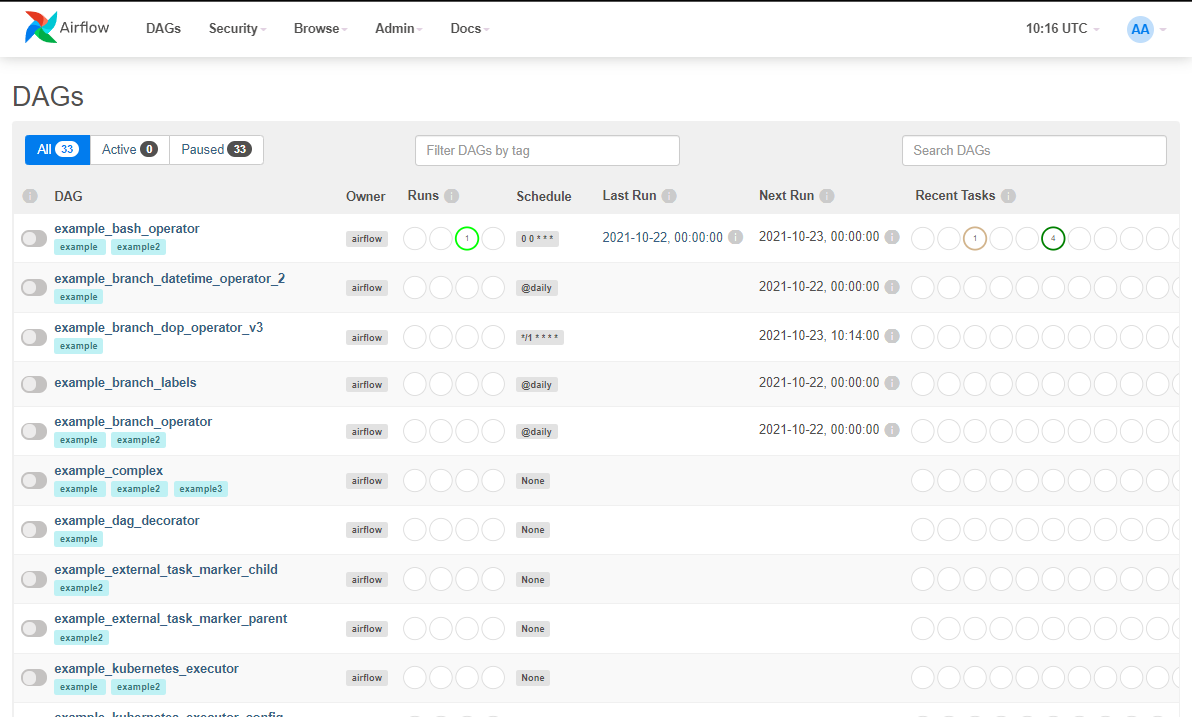 Airflow DAGs Security Browse Admin Docs 10:16 UTC AA
DAGs
All 33 Active 0 Paused 33 Filter DAGs by tag Search DAGs
DAG Owner Runs Schedule Last Run Next Run Recent Tasks
example_bash_operator
example example2 airflow 1 0 0 * * * 2021-10-22, 00:00:00 2021-10-23, 00:00:00 1 4
example_branch_datetime_operator_2
example airflow @daily 2021-10-22, 00:00:00
example_branch_dop_operator_v3
example airflow */1 * * * * 2021-10-23, 10:14:00
example_branch_labels airflow @daily 2021-10-22, 00:00:00
example_branch_operator
example example2 airflow @daily 2021-10-22, 00:00:00
example_complex
example example2 example3 airflow None
example_dag_decorator
example airflow None
example_external_task_marker_child
example2 airflow None
example_external_task_marker_parent
example2 airflow None
example_kubernetes_executor
example example2 airflow None
example_kubernetes_executor_config